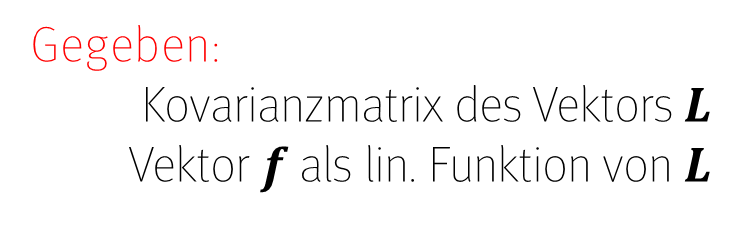 Gegeben:
Kovarianzmatrix des Vektors L
Vektor f als lin. Funktion von L